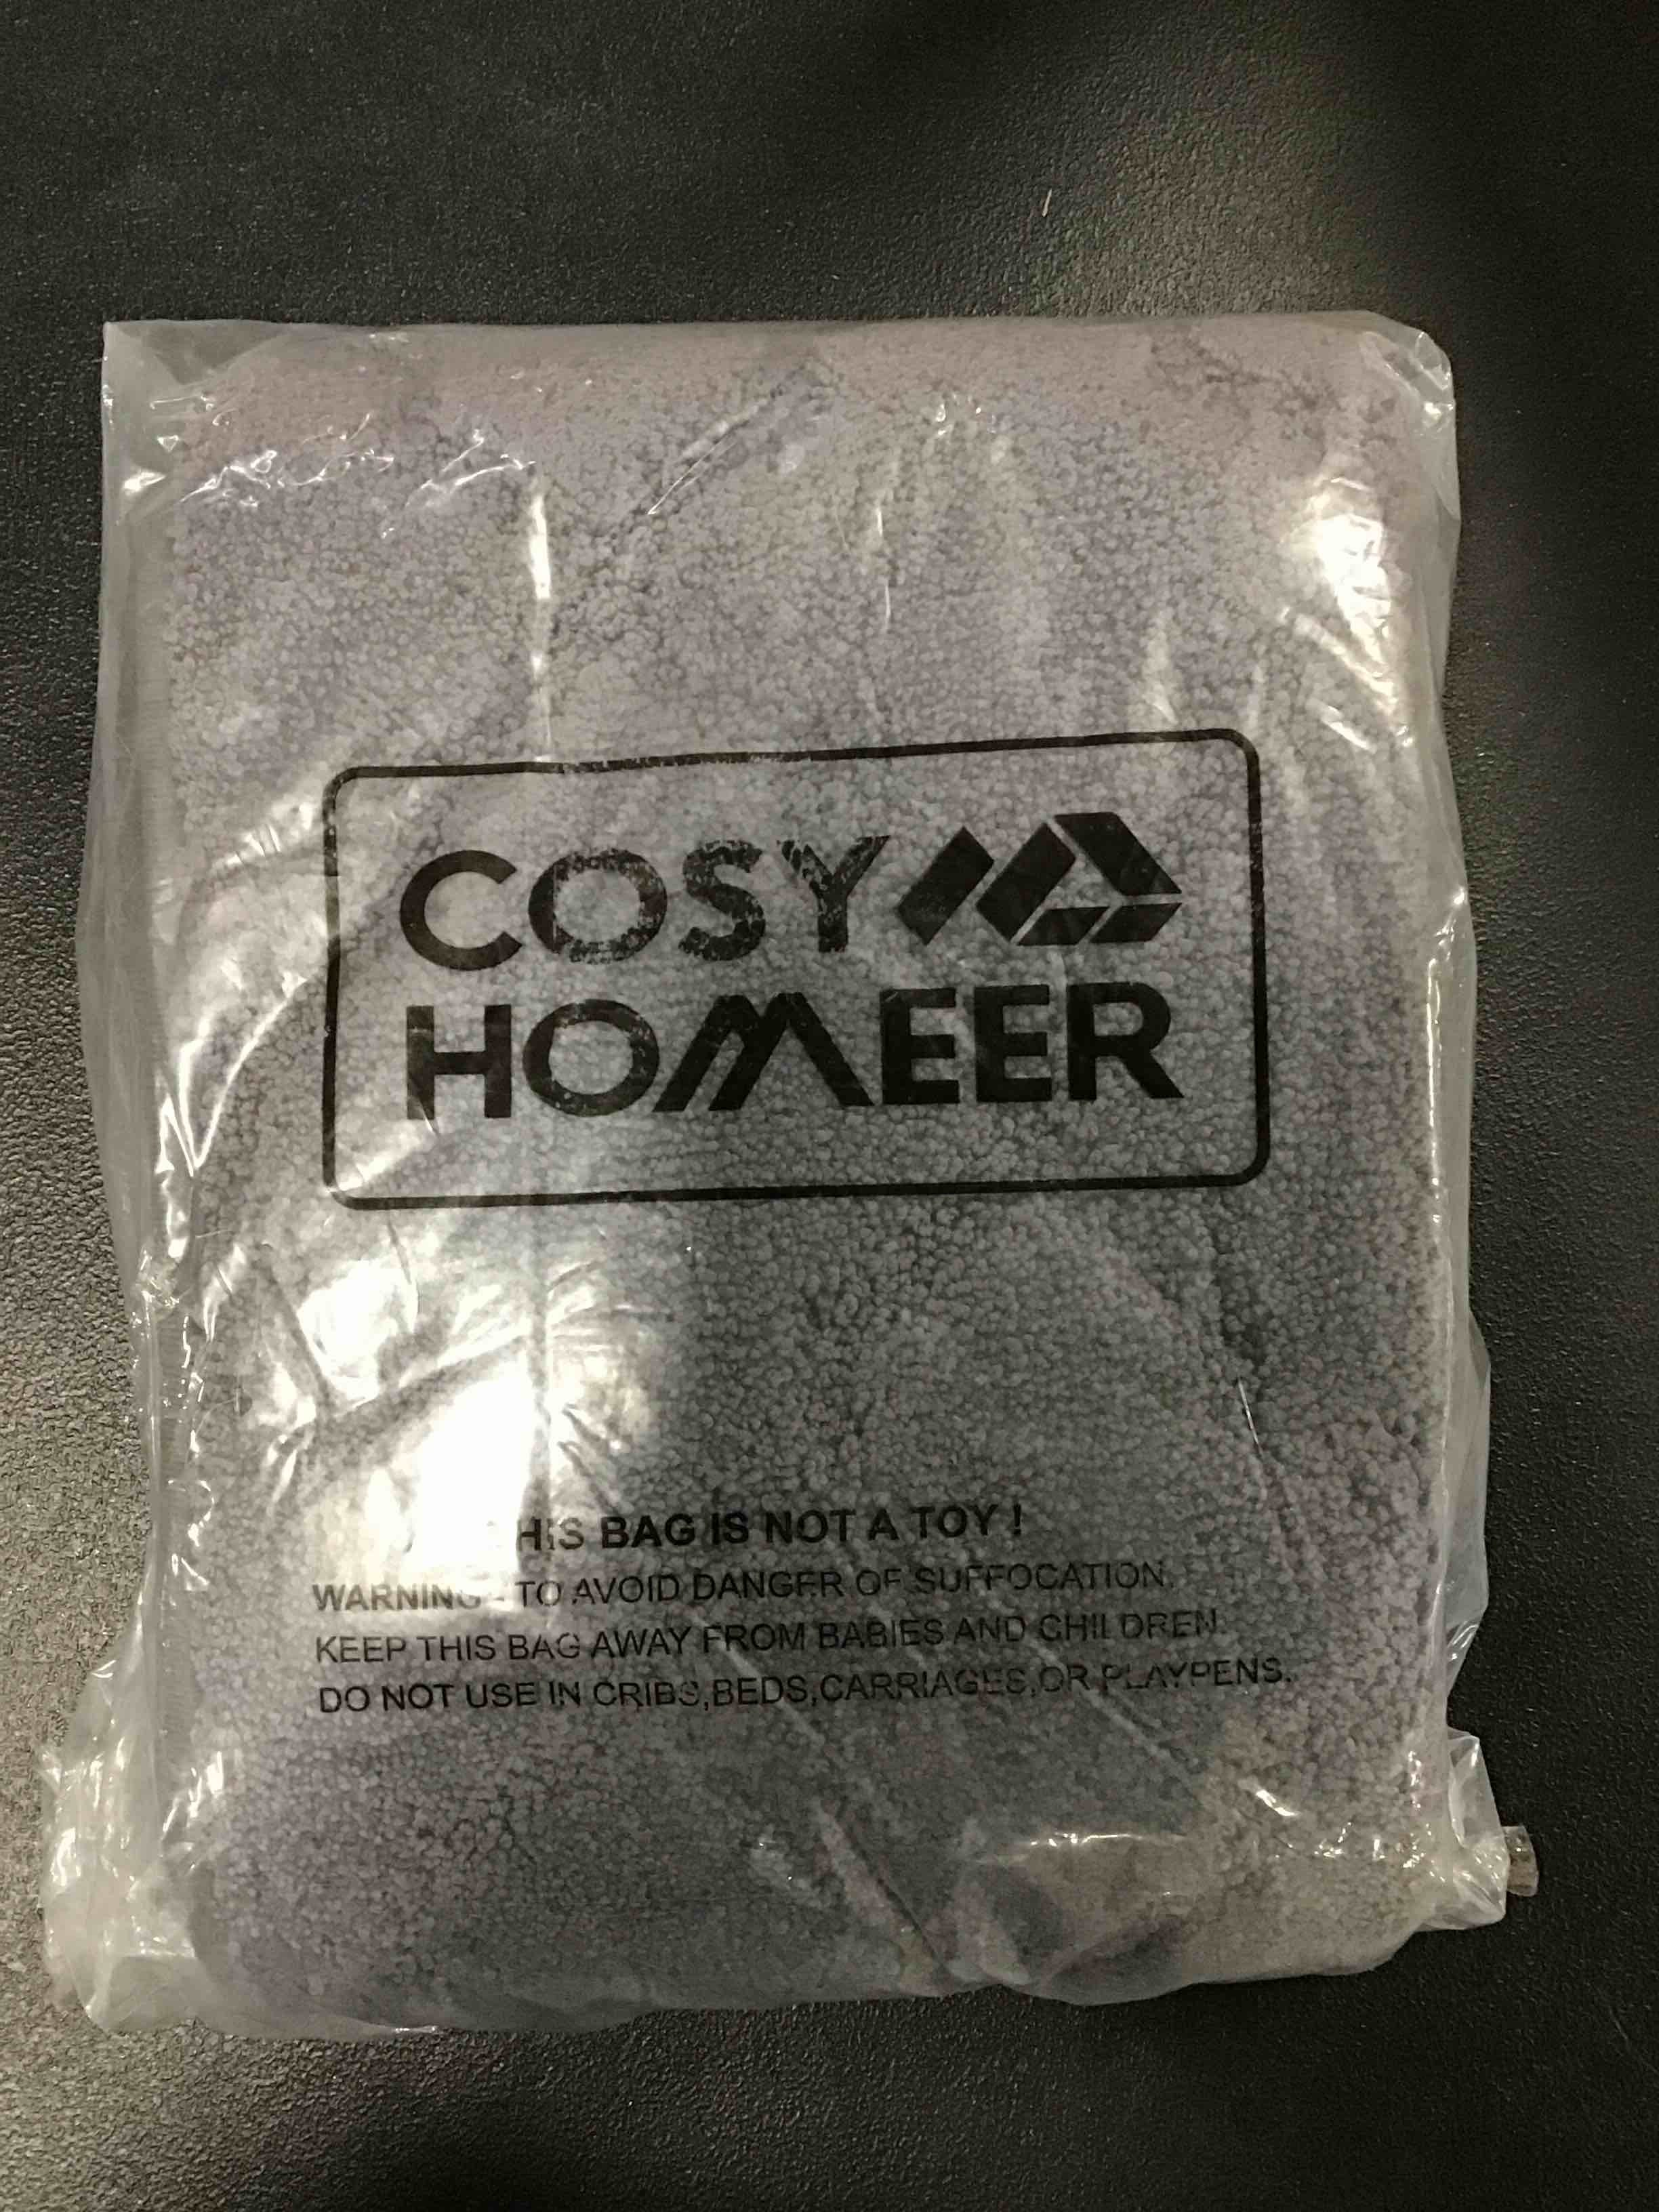 COSY
HOMEER
THIS BAG IS NOT A TOY !
WARNING - TO AVOID DANGER OF SUFFOCATION,
KEEP THIS BAG AWAY FROM BABIES AND CHILDREN.
DO NOT USE IN CRIBS,BEDS,CARRIAGES,OR PLAYPENS.